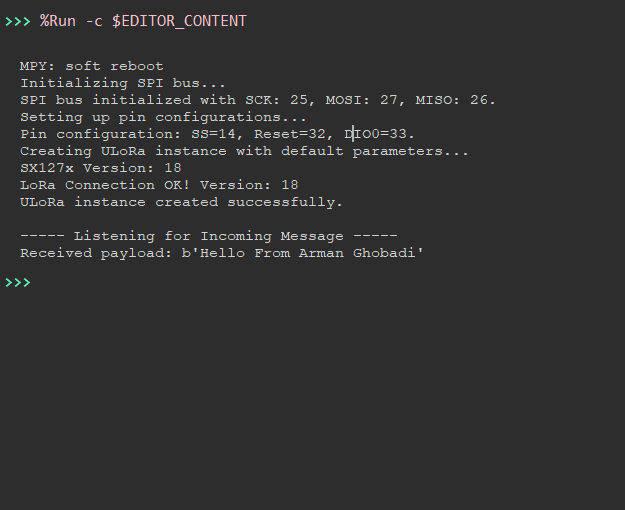 >>> %Run -c $EDITOR_CONTENT
MPY: soft reboot
Initializing SPI bus...
SPI bus initialized with SCK: 25, MOSI: 27, MISO: 26.
Setting up pin configurations...
Pin configuration: SS=14, Reset=32, DIO0=33.
Creating ULoRa instance with default parameters...
SX127x Version: 18
LoRa Connection OK! Version: 18
ULoRa instance created successfully.
----- Listening for Incoming Message -----
Received payload: b'Hello From Arman Ghobadi'
>>>